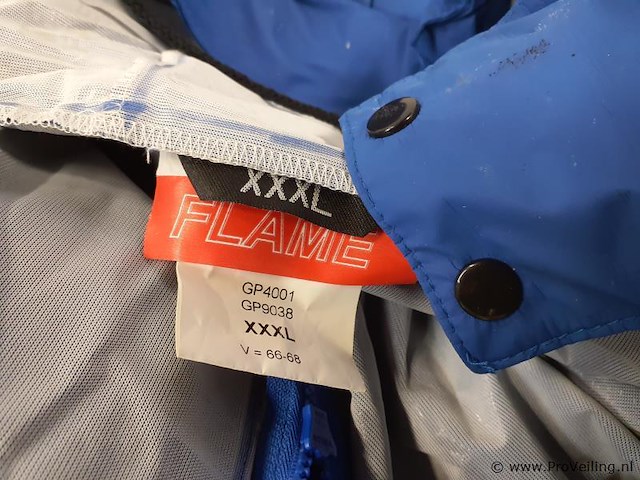 XXXL
FLAME
GP4001
GP9038
XXXL
V = 66-68
© www.ProVeiling.nl